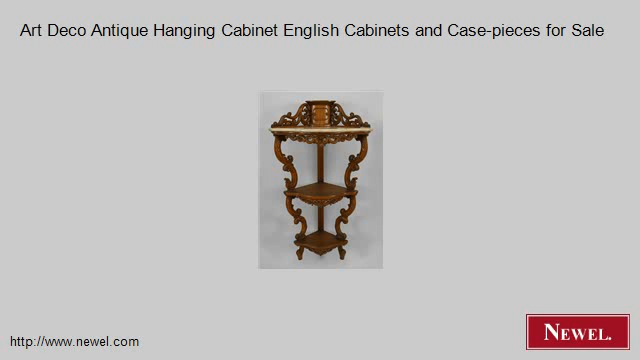 Art Deco Antique Hanging Cabinet English Cabinets and Case-pieces for Sale
NEWEL.
http://www.newel.com